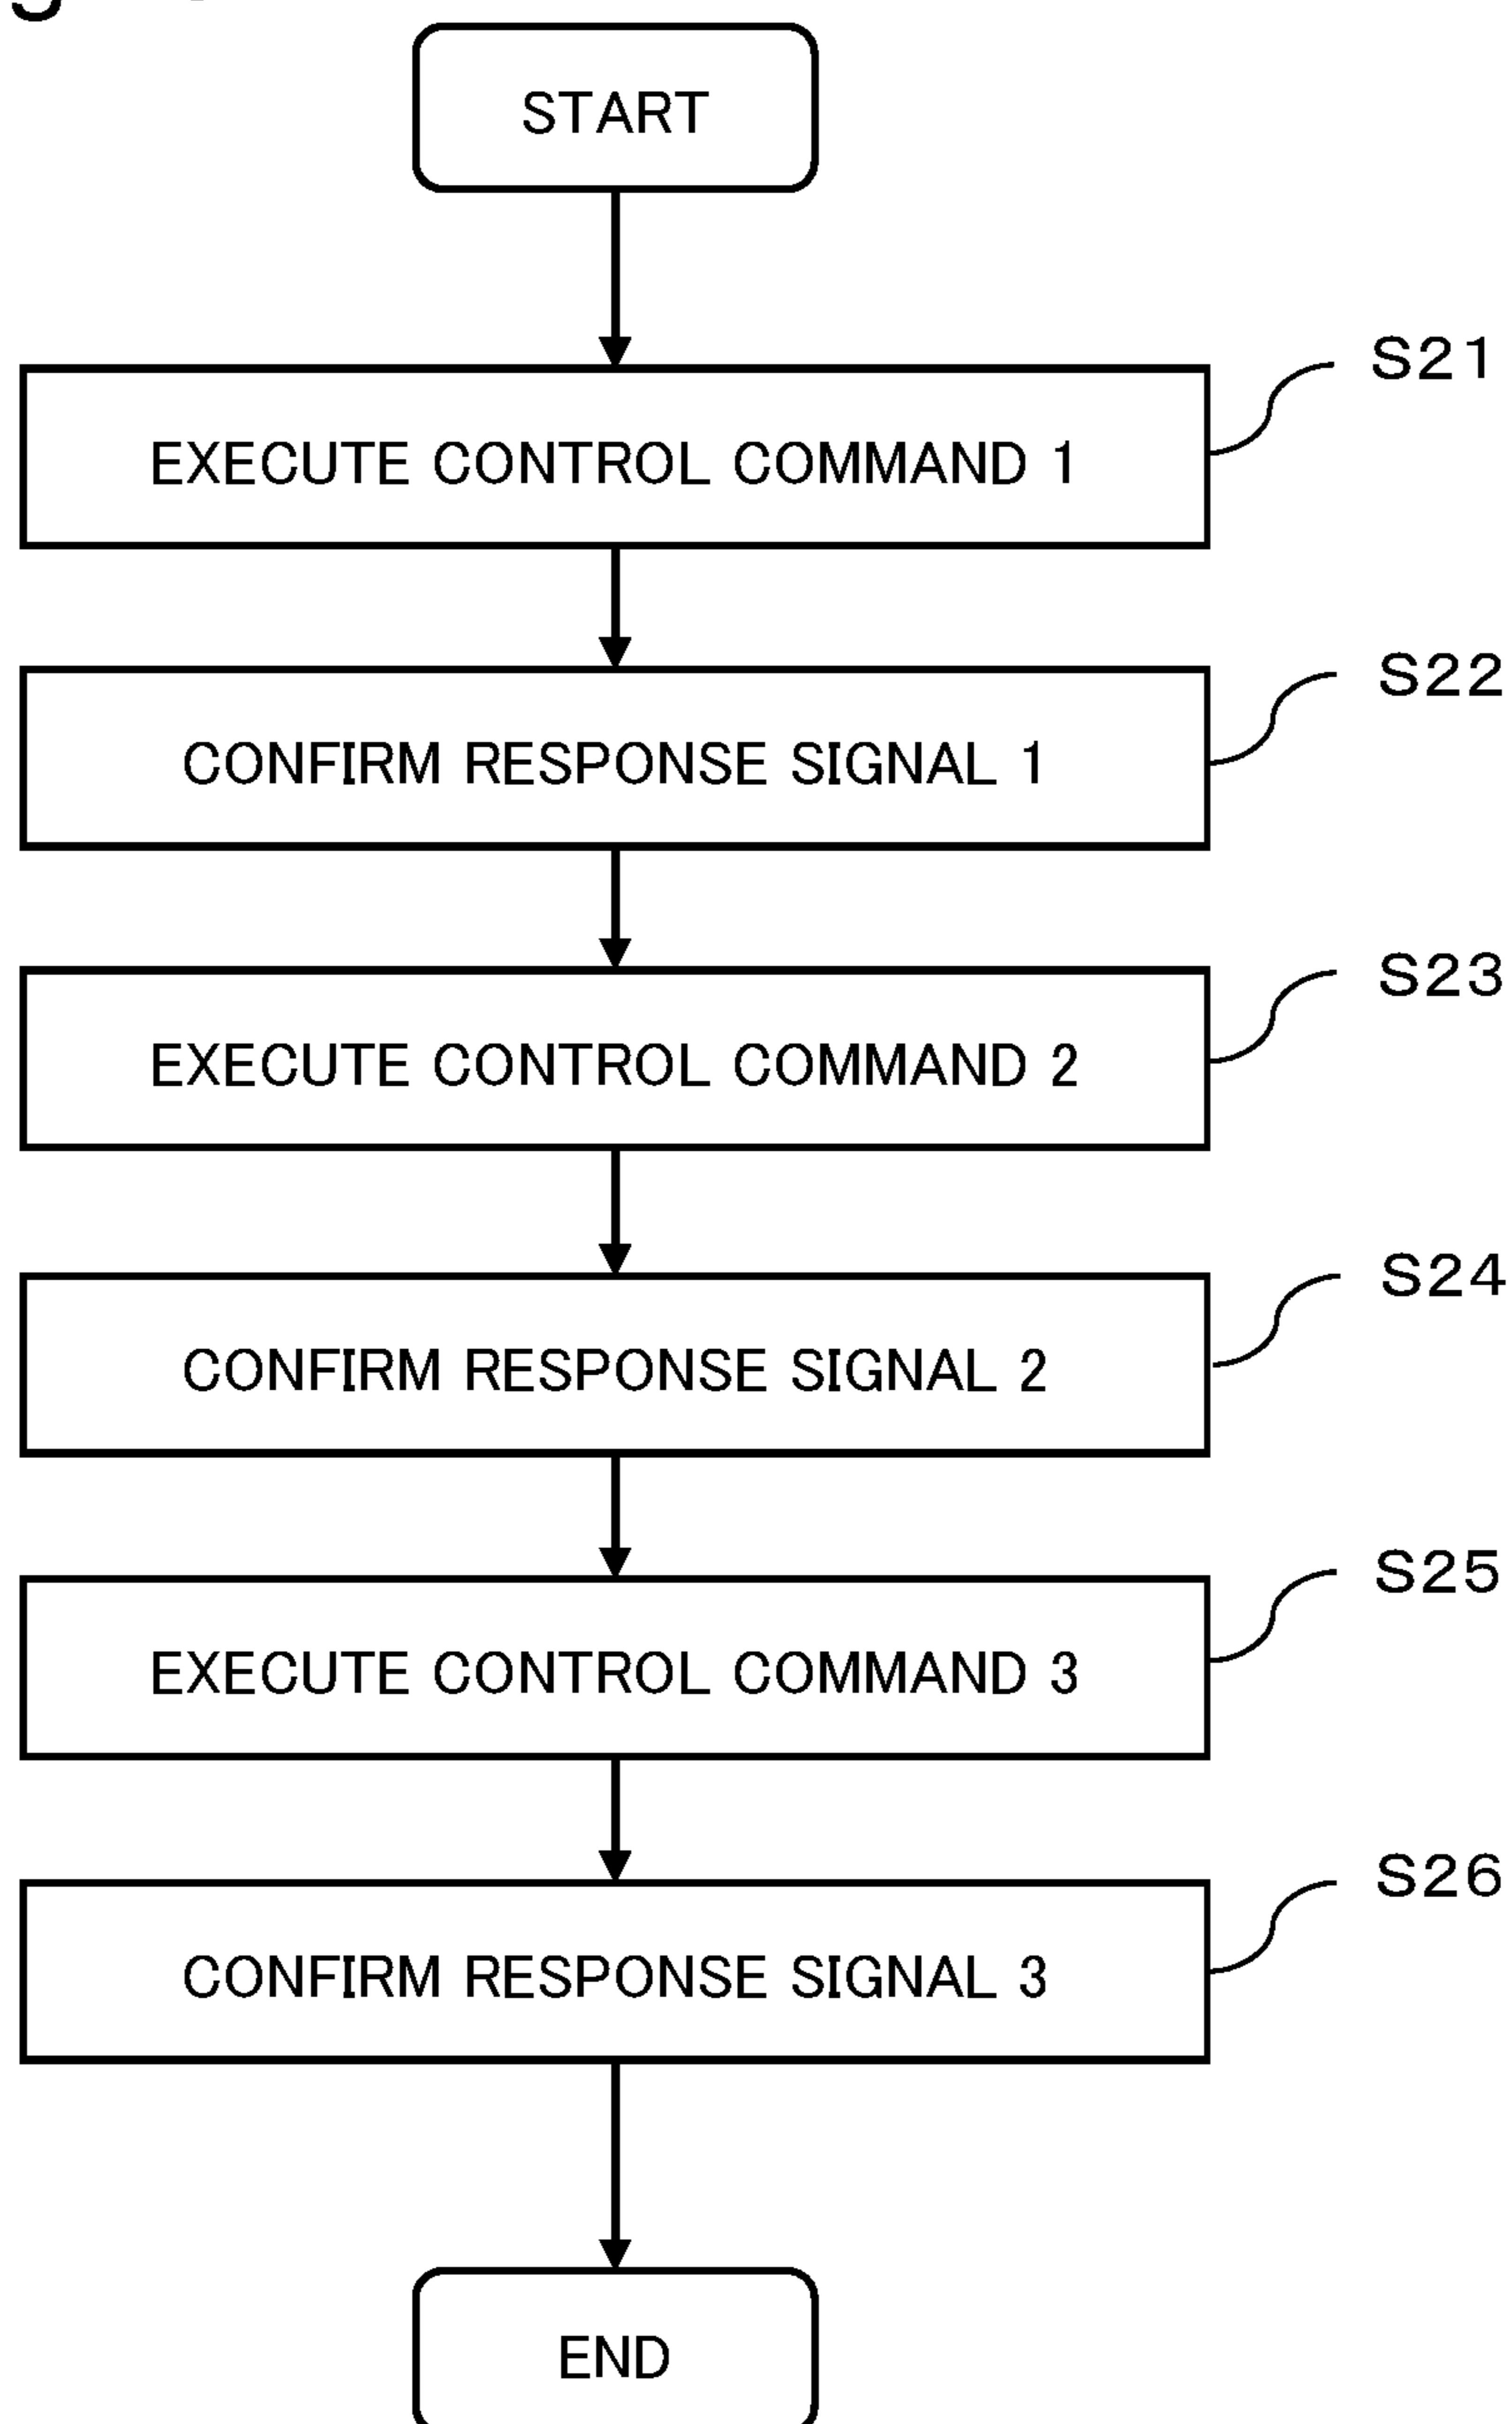 START
S21
EXECUTE CONTROL COMMAND 1
S22
CONFIRM RESPONSE SIGNAL 1
S23
EXECUTE CONTROL COMMAND 2
S24
CONFIRM RESPONSE SIGNAL 2
S25
EXECUTE CONTROL COMMAND 3
S26
CONFIRM RESPONSE SIGNAL 3
END